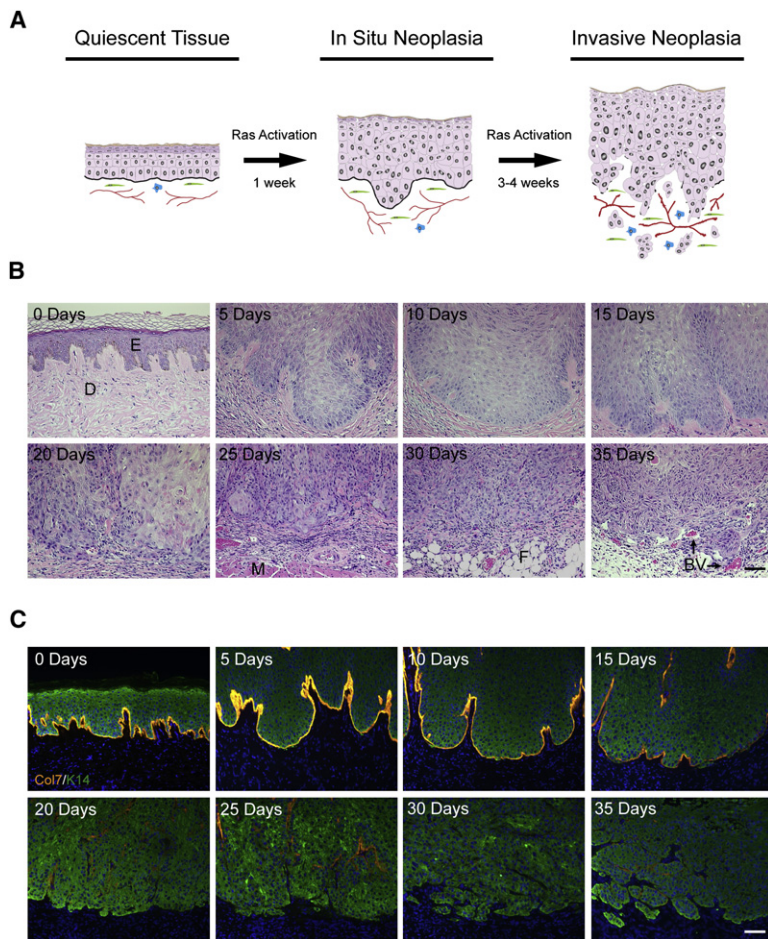 A
Quiescent Tissue
In Situ Neoplasia
Invasive Neoplasia
Ras Activation
1 week
Ras Activation
3-4 weeks
B
0 Days
E
D
5 Days
10 Days
15 Days
20 Days
25 Days
M
30 Days
F
35 Days
BV
C
0 Days
Col7/K14
5 Days
10 Days
15 Days
20 Days
25 Days
30 Days
35 Days